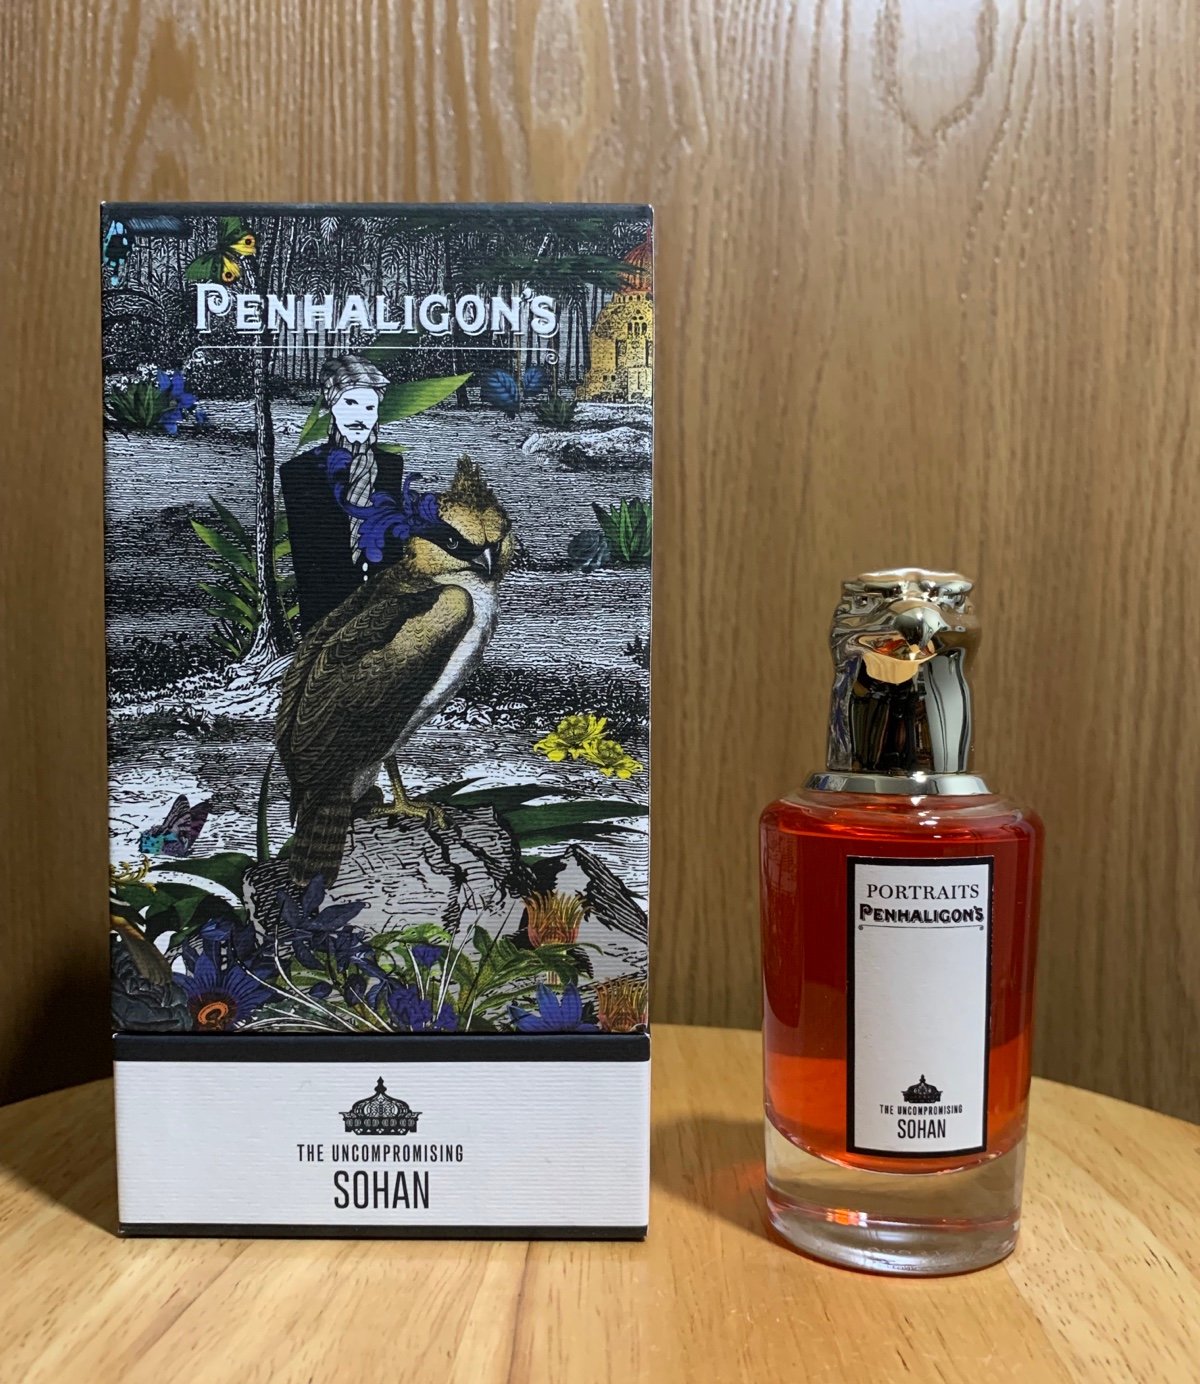 PENHALIGON'S
THE UNCOMPROMISING
SOHAN
PORTRAITS
PENHALIGON'S
THE UNCOMPROMISING
SOHAN